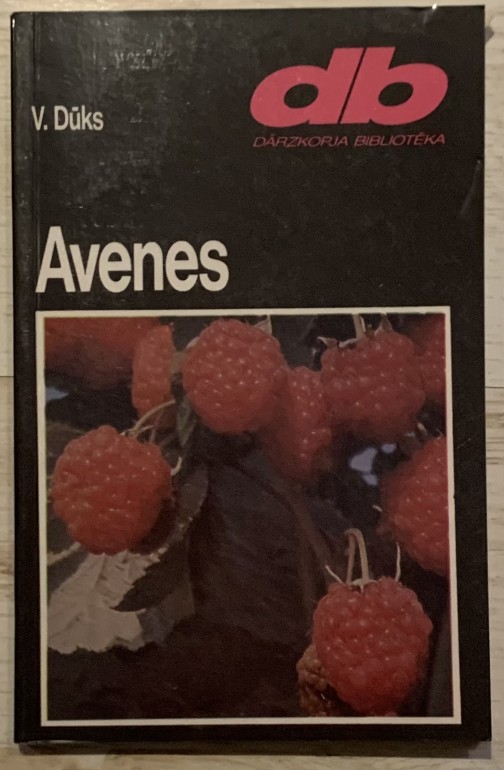 db
DĀRZKOPJA BIBLIOTĒKA
V. Dūks
Avenes